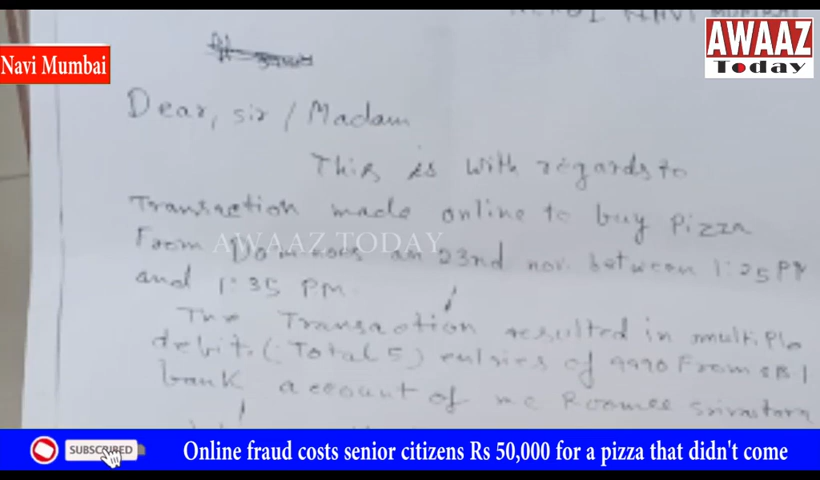 AWAAZ
Today
Navi Mumbai
Dear, sir / Madam
This is with regards to
Transaction made online to buy Pizza
From Dominos on 23nd nov. between 1:25 PM
and 1:35 PM.
AWAAZ TODAY
The Transaction resulted in multiple
debit. (Total 5) entries of 9990 From SBI
bank account of me
SUBSCRIBED
Online fraud costs senior citizens Rs 50,000 for a pizza that didn't come